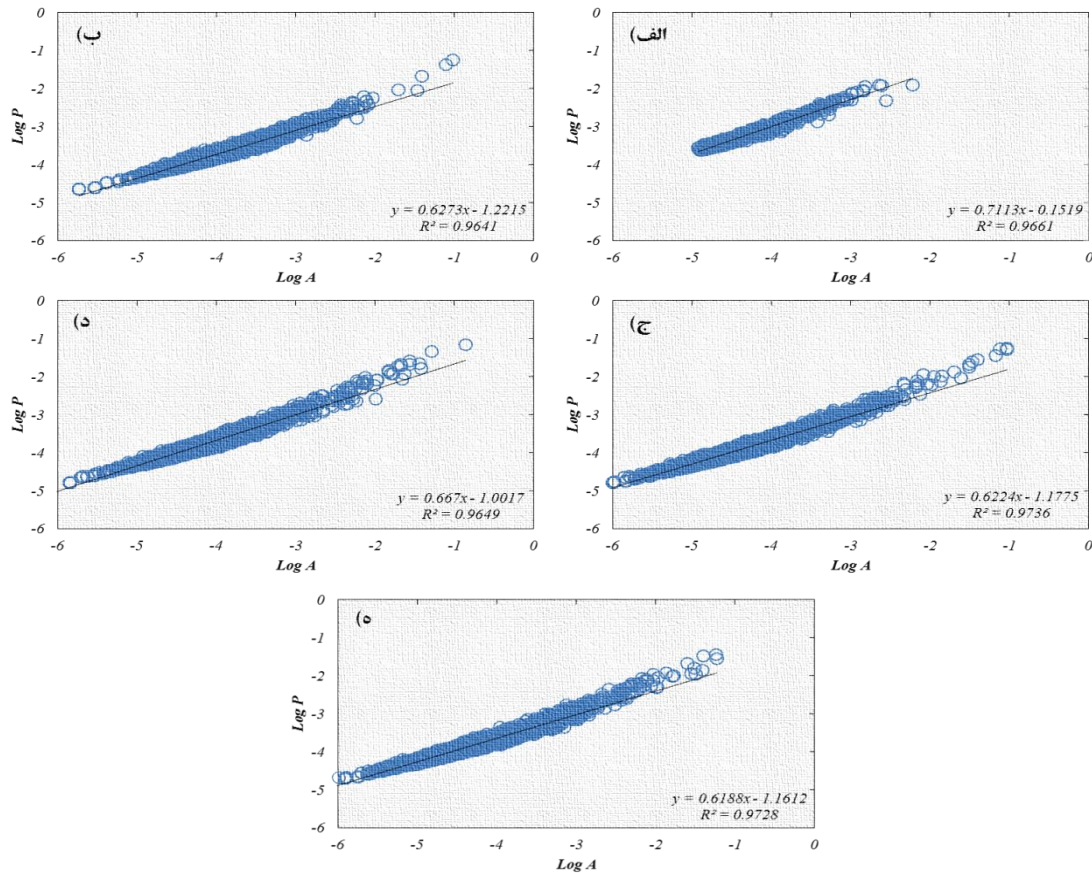 الف)
0
-1
-2
-3
-4
-5
-6
Log P
y = 0.7113x - 0.1519
R² = 0.9661
-6 -5 -4 -3 -2 -1 0
Log A
ب)
0
-1
-2
-3
-4
-5
-6
Log P
y = 0.6273x - 1.2215
R² = 0.9641
-6 -5 -4 -3 -2 -1 0
Log A
ج)
0
-1
-2
-3
-4
-5
-6
Log P
y = 0.6224x - 1.1775
R² = 0.9736
-6 -5 -4 -3 -2 -1 0
Log A
د)
0
-1
-2
-3
-4
-5
-6
Log P
y = 0.667x - 1.0017
R² = 0.9649
-6 -5 -4 -3 -2 -1 0
Log A
ه)
0
-1
-2
-3
-4
-5
-6
Log P
y = 0.6188x - 1.1612
R² = 0.9728
-6 -5 -4 -3 -2 -1 0
Log A